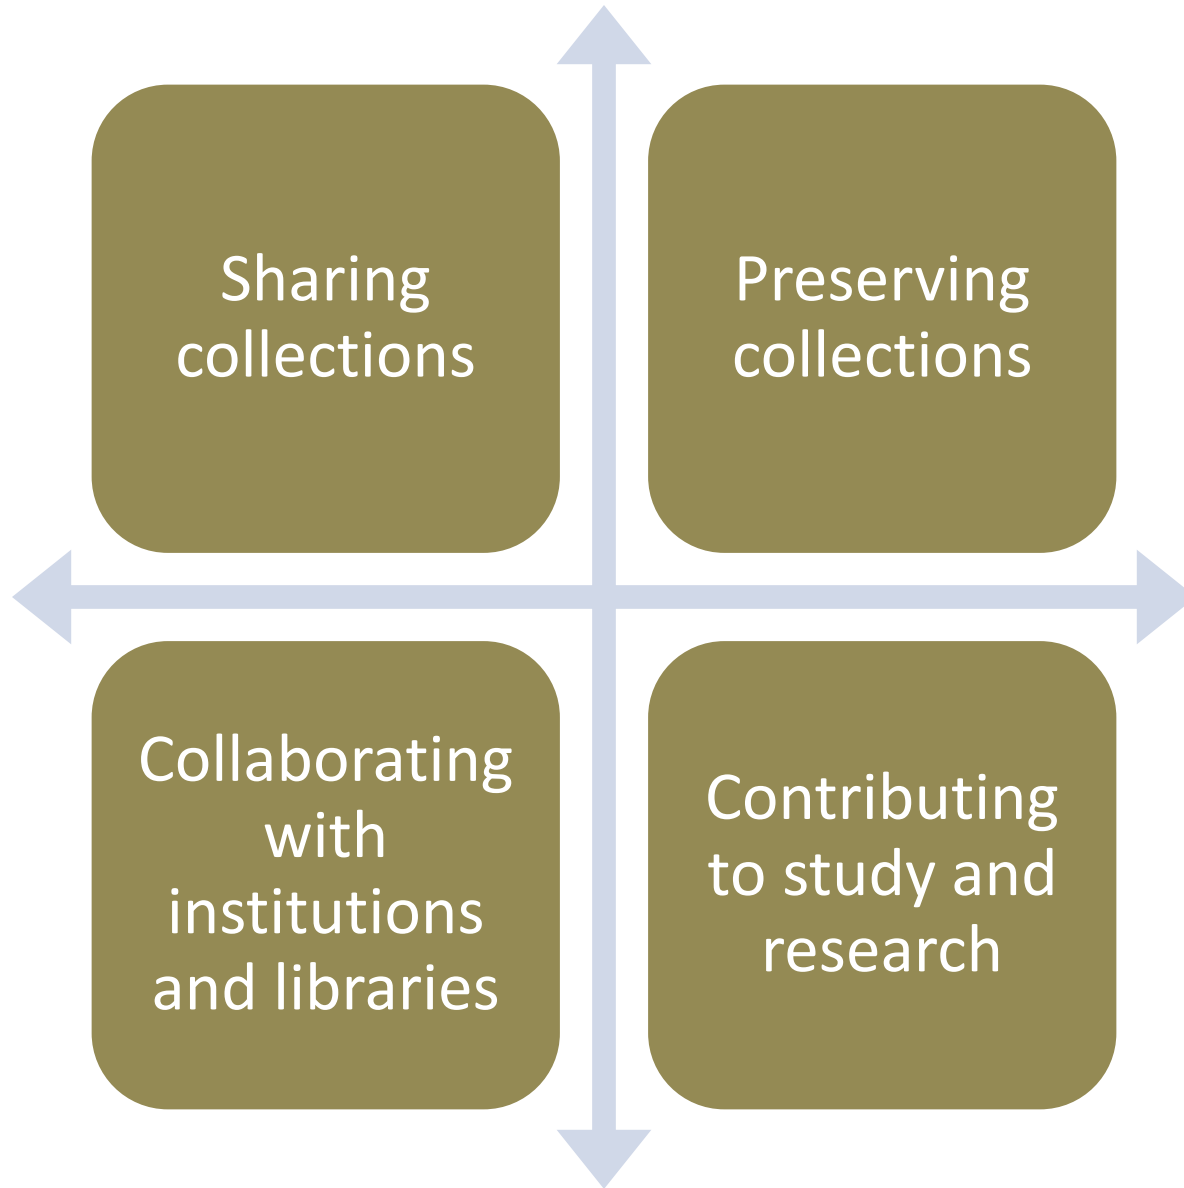 Sharing
collections
Preserving
collections
Collaborating
with
institutions
and libraries
Contributing
to study and
research